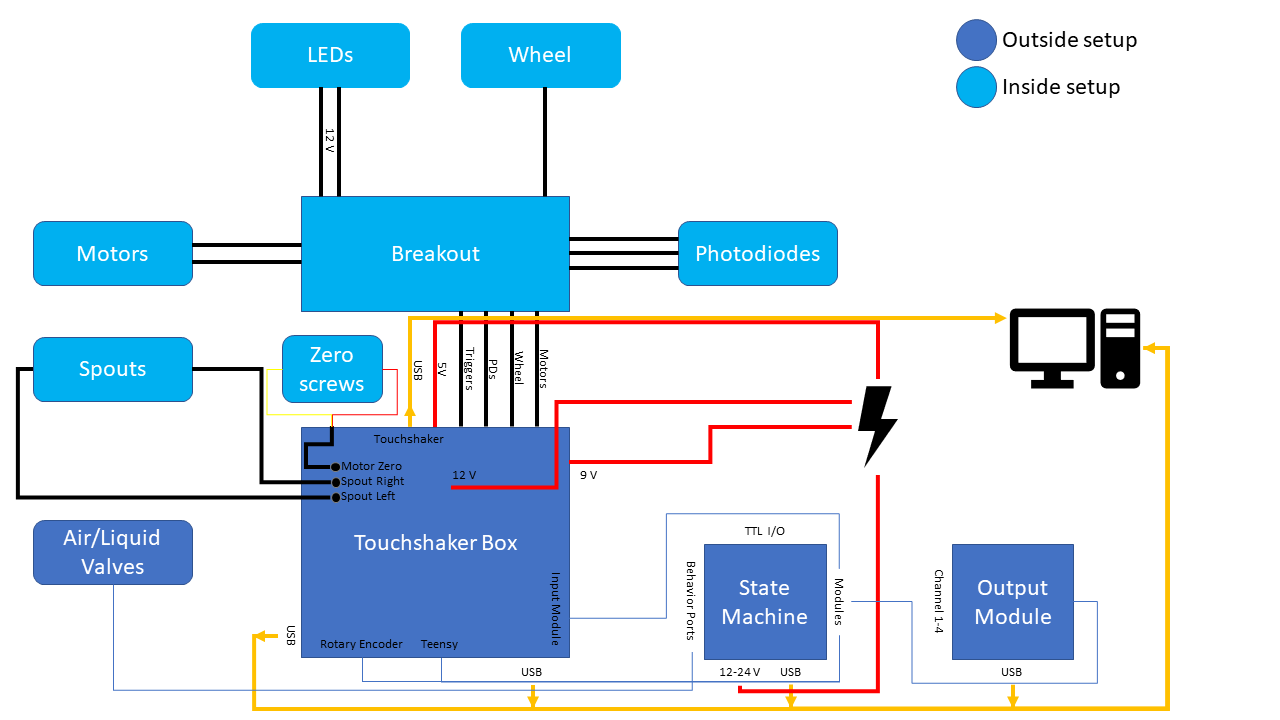 LEDs
Wheel
Outside setup
Inside setup
12 V
Motors
Breakout
Photodiodes
Spouts
Zero
screws
USB
5V
Triggers
PDs
Wheel
Motors
Touchshaker
Motor Zero
Spout Right
Spout Left
12 V
9 V
Air/Liquid
Valves
Touchshaker Box
TTL I/O
Input Module
Behavior Ports
State
Machine
Modules
Channel 1-4
Output
Module
USB
Rotary Encoder
Teensy
USB
12-24 V
USB
USB